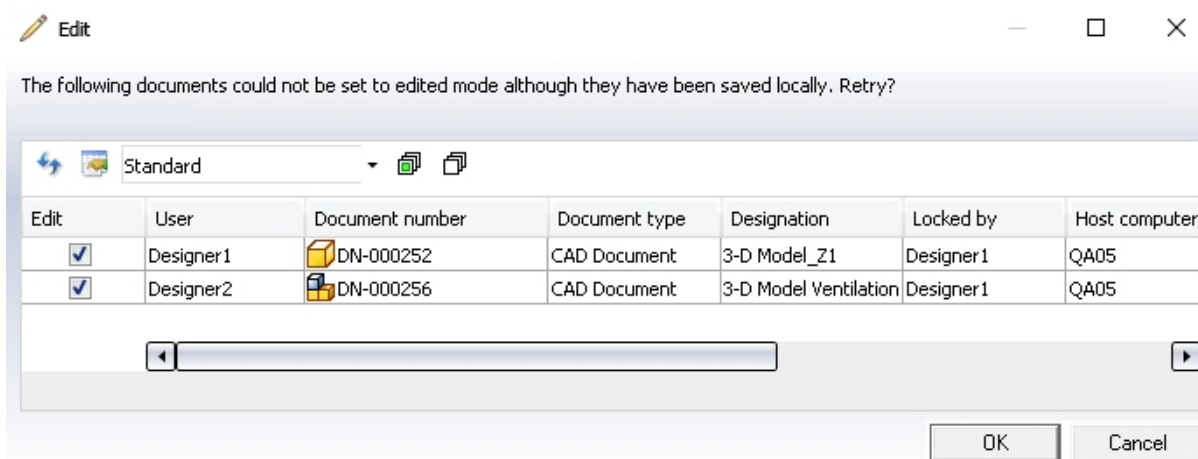 Edit
The following documents could not be set to edited mode although they have been saved locally. Retry?
Standard
Edit User Document number Document type Designation Locked by Host computer
Designer1 DN-000252 CAD Document 3-D Model_Z1 Designer1 QA05
Designer2 DN-000256 CAD Document 3-D Model Ventilation Designer1 QA05
OK Cancel